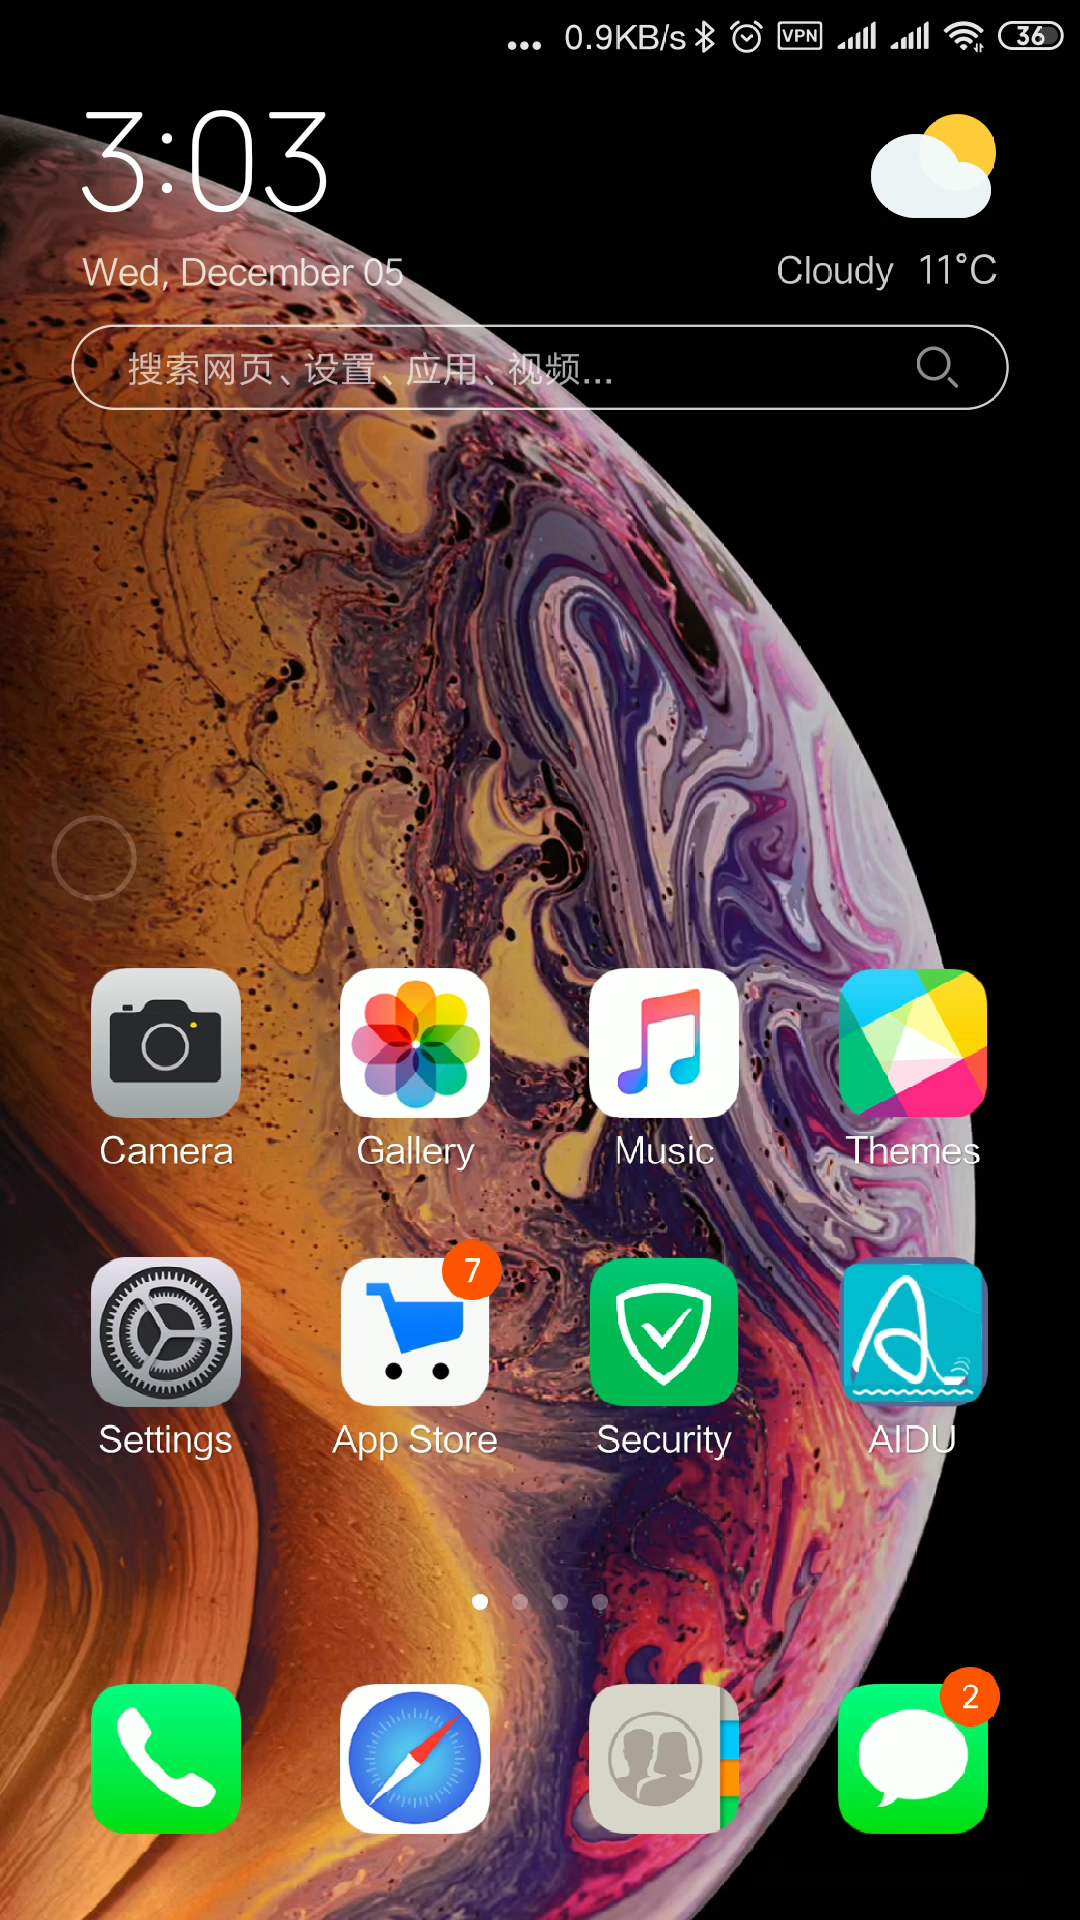 ... 0.9KB/s VPN 36
3:03
Wed, December 05
Cloudy 11°C
搜索网页、设置、应用、视频...
Camera Gallery Music Themes
7
Settings App Store Security AIDU
2